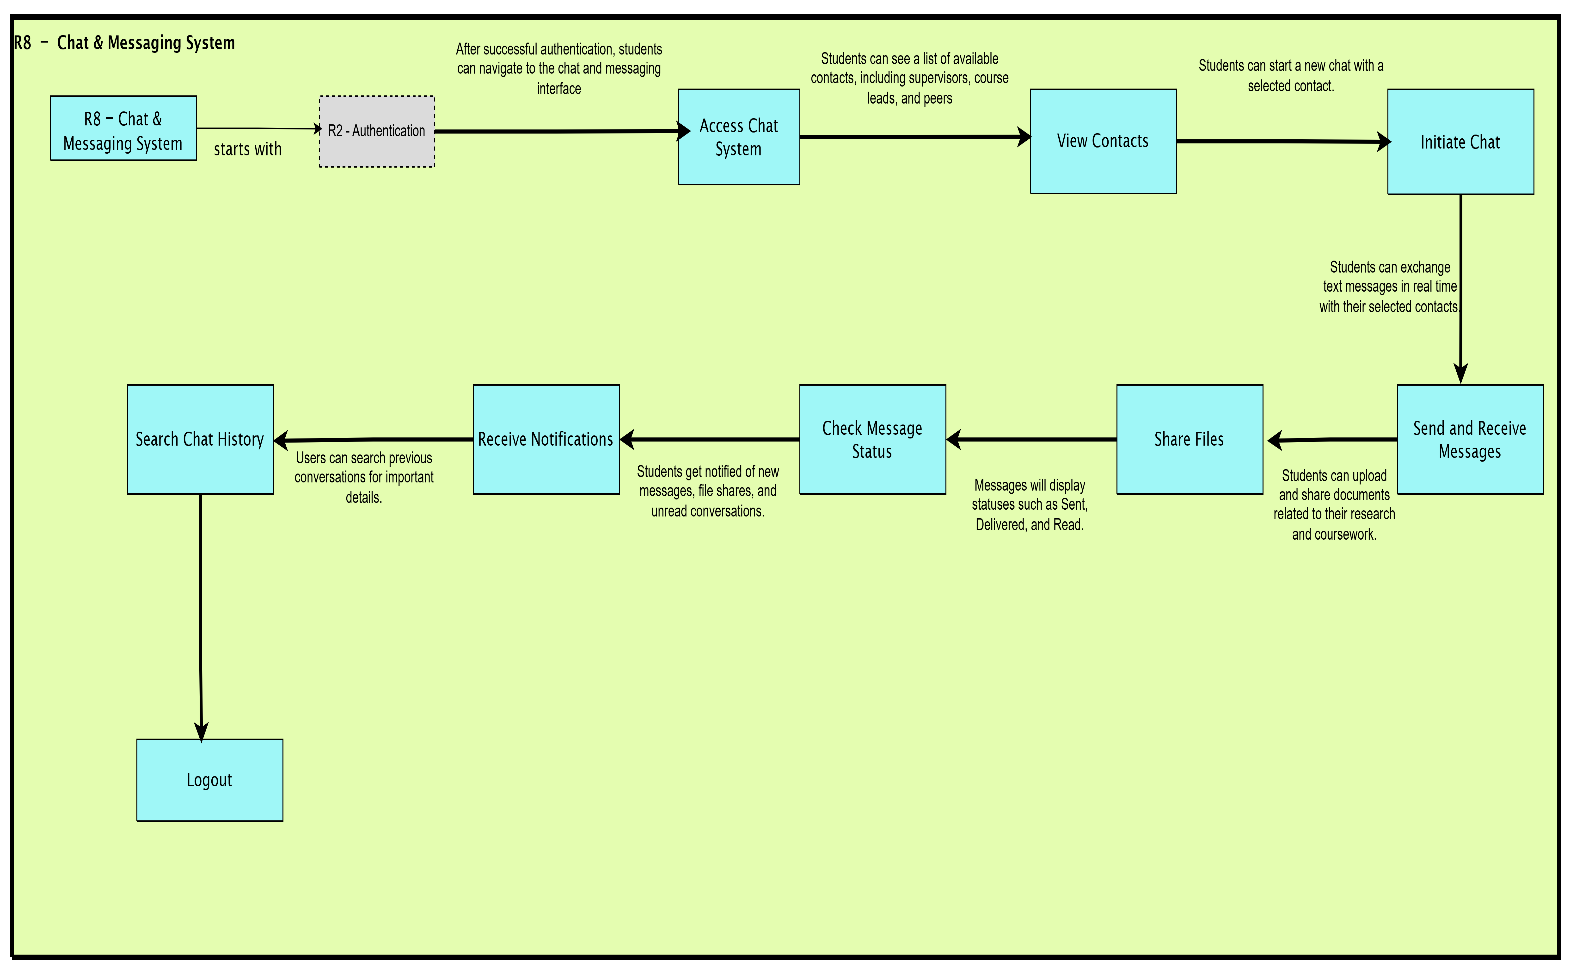 R8 - Chat & Messaging System
After successful authentication, students
can navigate to the chat and messaging
interface
Students can see a list of available
contacts, including supervisors, course
leads, and peers
Students can start a new chat with a
selected contact.
R8 - Chat &
Messaging System
starts with
R2 - Authentication
Access Chat
System
View Contacts
Initiate Chat
Students can exchange
text messages in real time
with their selected contacts.
Search Chat History
Users can search previous
conversations for important
details.
Receive Notifications
Students get notified of new
messages, file shares, and
unread conversations.
Check Message
Status
Messages will display
statuses such as Sent,
Delivered, and Read.
Share Files
Students can upload
and share documents
related to their research
and coursework.
Send and Receive
Messages
Logout